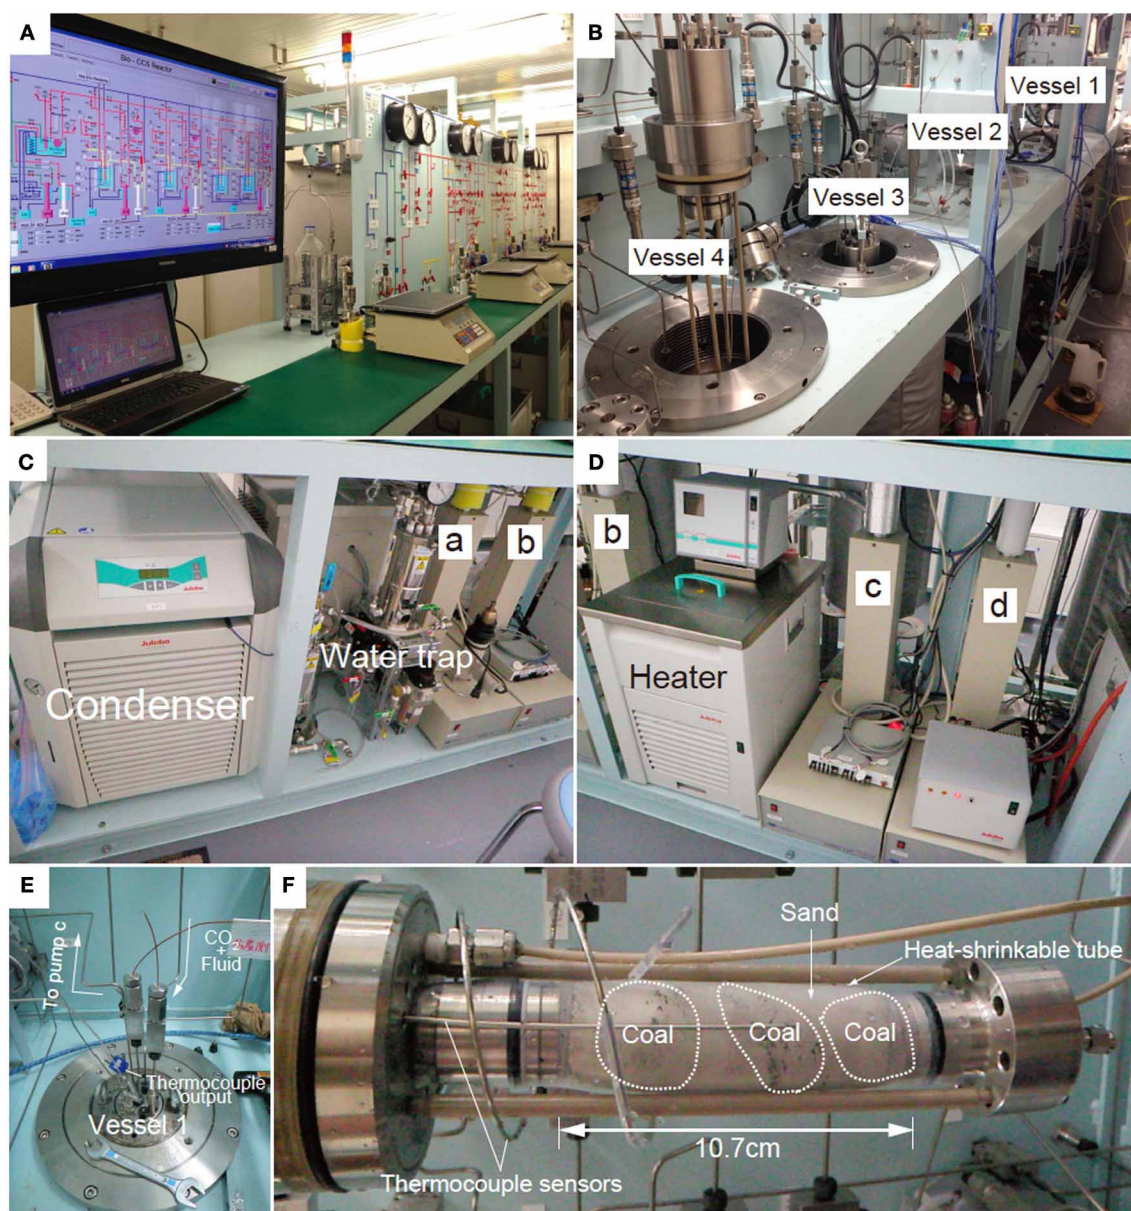 A
Bio - CCS Reactor
TOSHIBA
B
Vessel 1
Vessel 2
Vessel 3
Vessel 4
C
a
b
Julabo
Water trap
Condenser
D
b
c
d
Heater
E
To pump c
CO2
+
Fluid
Thermocouple
output
Vessel 1
F
Sand
Heat-shrinkable tube
Coal
Coal
Coal
10.7cm
Thermocouple sensors